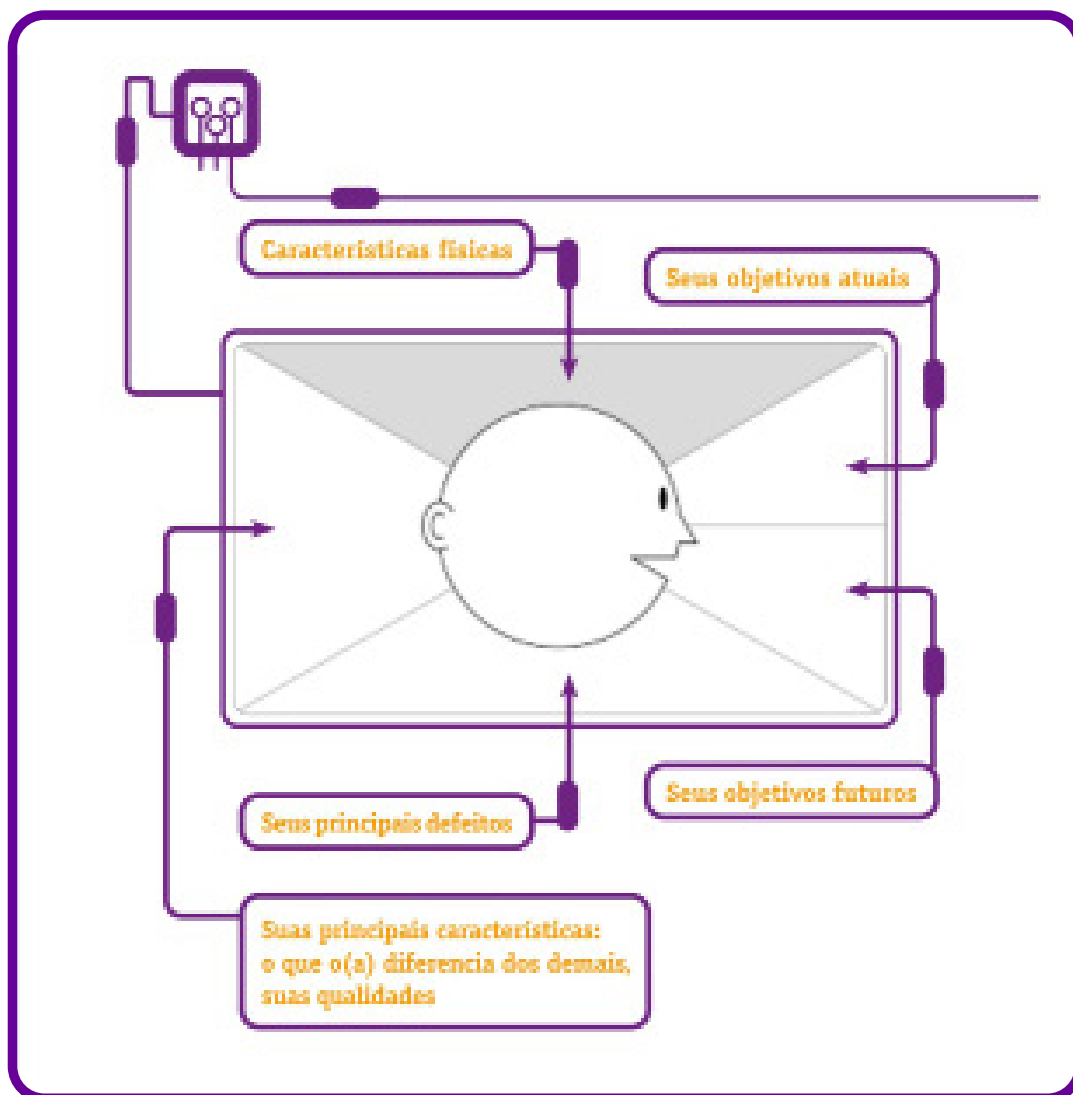 Características físicas
Seus objetivos atuais
Seus objetivos futuros
Seus principais defeitos
Suas principais características:
o que o(a) diferencia dos demais,
suas qualidades